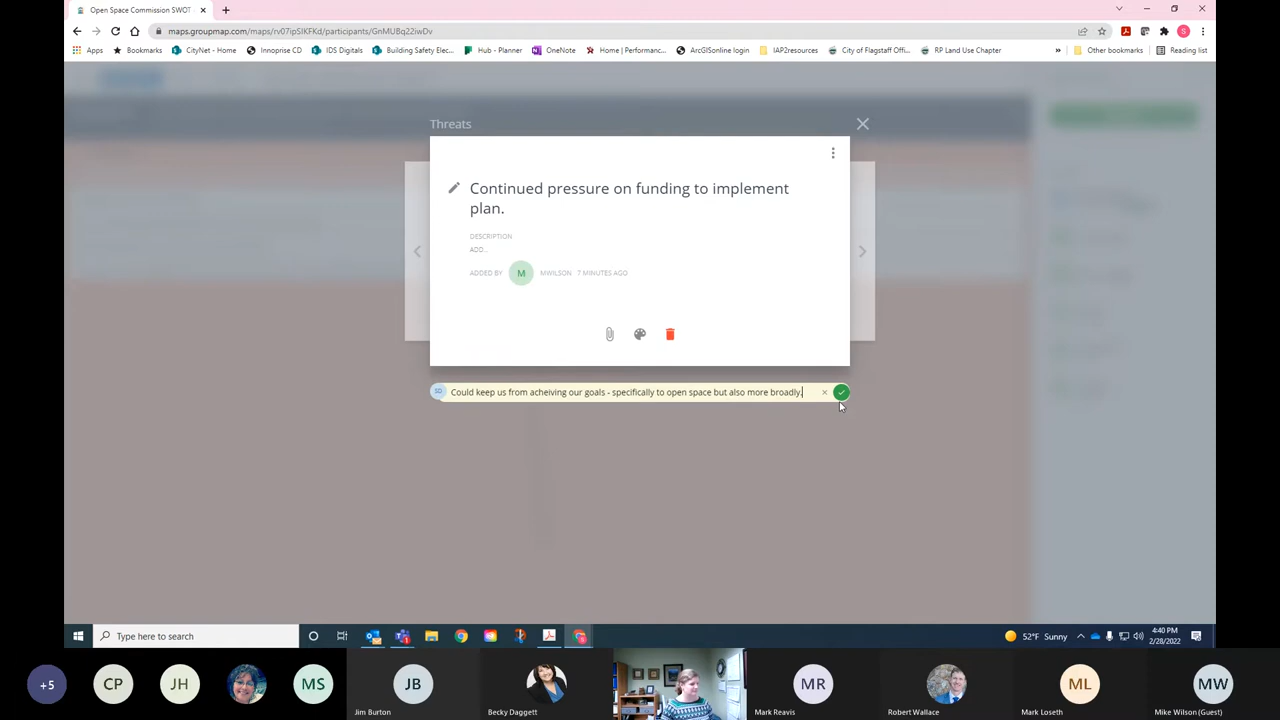 Open Space Commission SWOT
maps.groupmap.com/maps/rv07ipSIKFKd/participants/GnMUBq22iwDv
Apps
Bookmarks
CityNet - Home
Innoprise CD
IDS Digitals
Building Safety Elec...
Hub - Planner
OneNote
Home | Performanc...
ArcGISonline login
IAP2resources
City of Flagstaff Offi...
RP Land Use Chapter
»
Other bookmarks
Reading list
Threats
Continued pressure on funding to implement
plan.
DESCRIPTION
ADD...
ADDED BY M MWILSON 7 MINUTES AGO
SD Could keep us from acheiving our goals - specifically to open space but also more broadly.
Type here to search
52°F Sunny
4:40 PM
2/28/2022
+5
CP
JH
MS
JB
Jim Burton
Becky Daggett
MR
Mark Reavis
Robert Wallace
ML
Mark Loseth
MW
Mike Wilson (Guest)